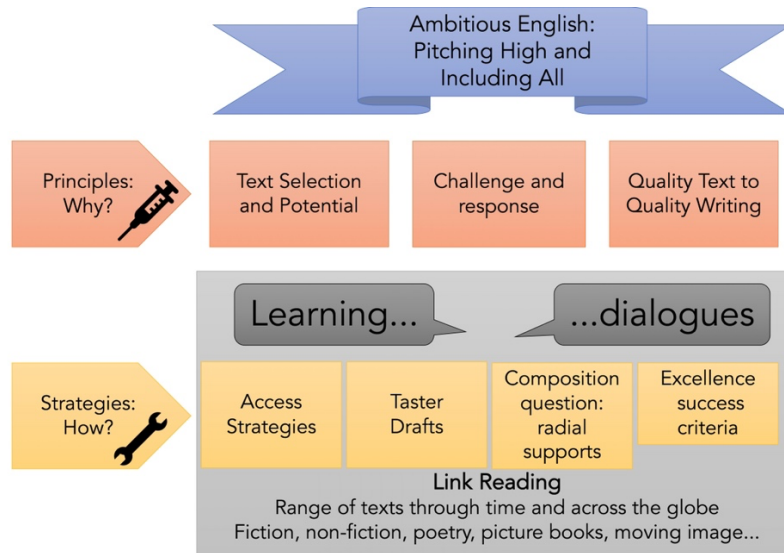 Ambitious English:
Pitching High and
Including All
Principles:
Why?
Text Selection
and Potential
Challenge and
response
Quality Text to
Quality Writing
Learning...
...dialogues
Strategies:
How?
Access
Strategies
Taster
Drafts
Composition
question:
radial
supports
Excellence
success
criteria
Link Reading
Range of texts through time and across the globe
Fiction, non-fiction, poetry, picture books, moving image...